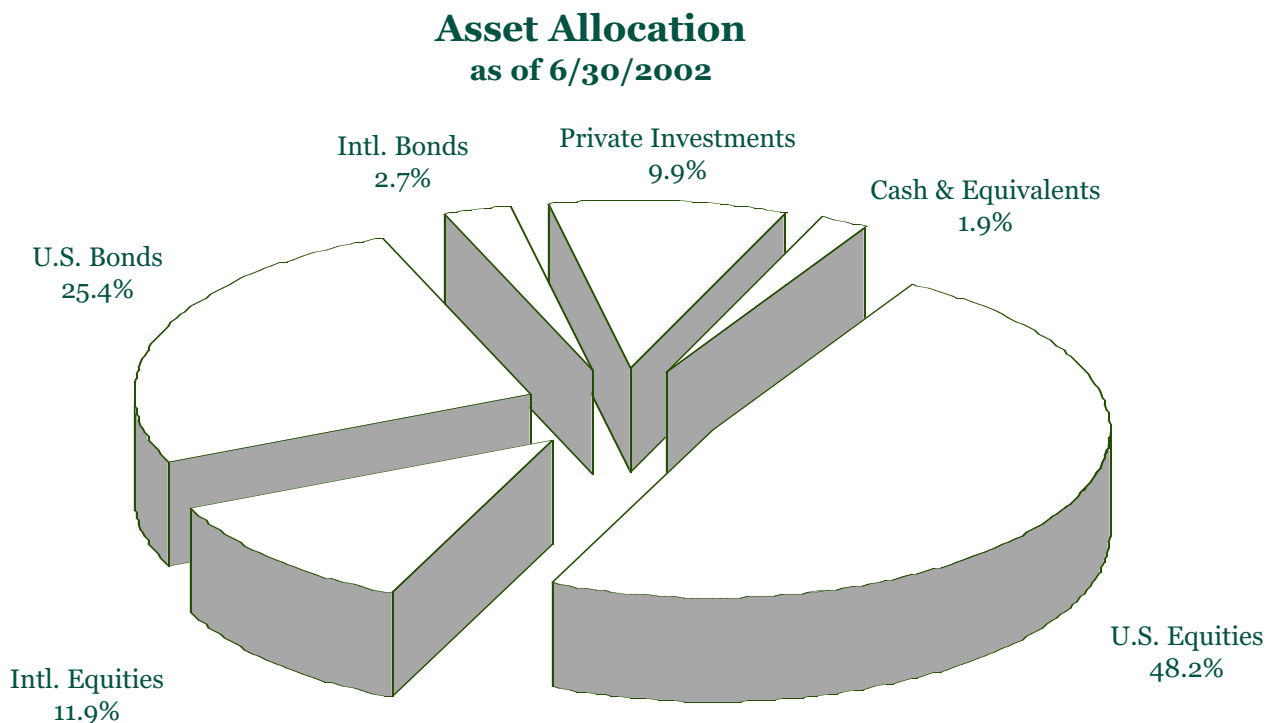 Asset Allocation
as of 6/30/2002
Intl. Bonds
2.7%
Private Investments
9.9%
Cash & Equivalents
1.9%
U.S. Bonds
25.4%
U.S. Equities
48.2%
Intl. Equities
11.9%